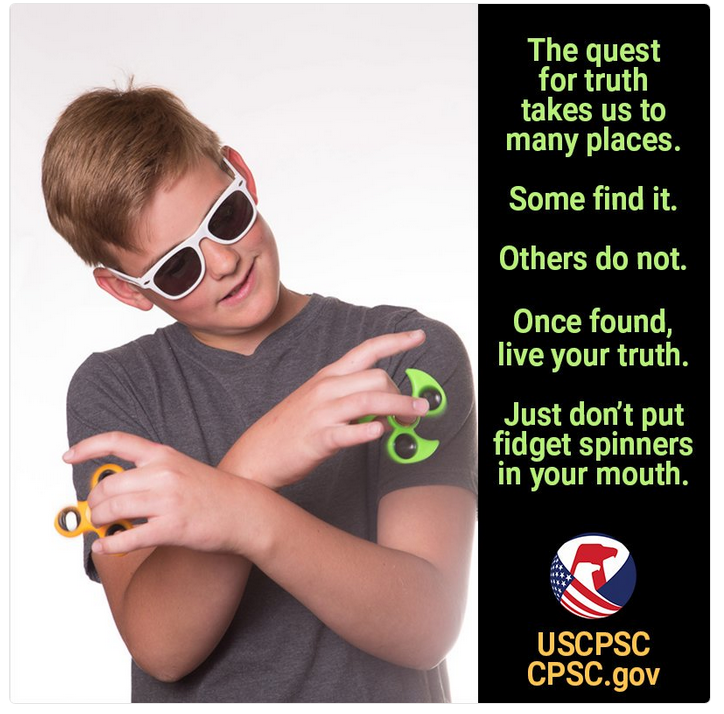 The quest
for truth
takes us to
many places.
Some find it.
Others do not.
Once found,
live your truth.
Just don’t put
fidget spinners
in your mouth.
USCPSC
CPSC.gov